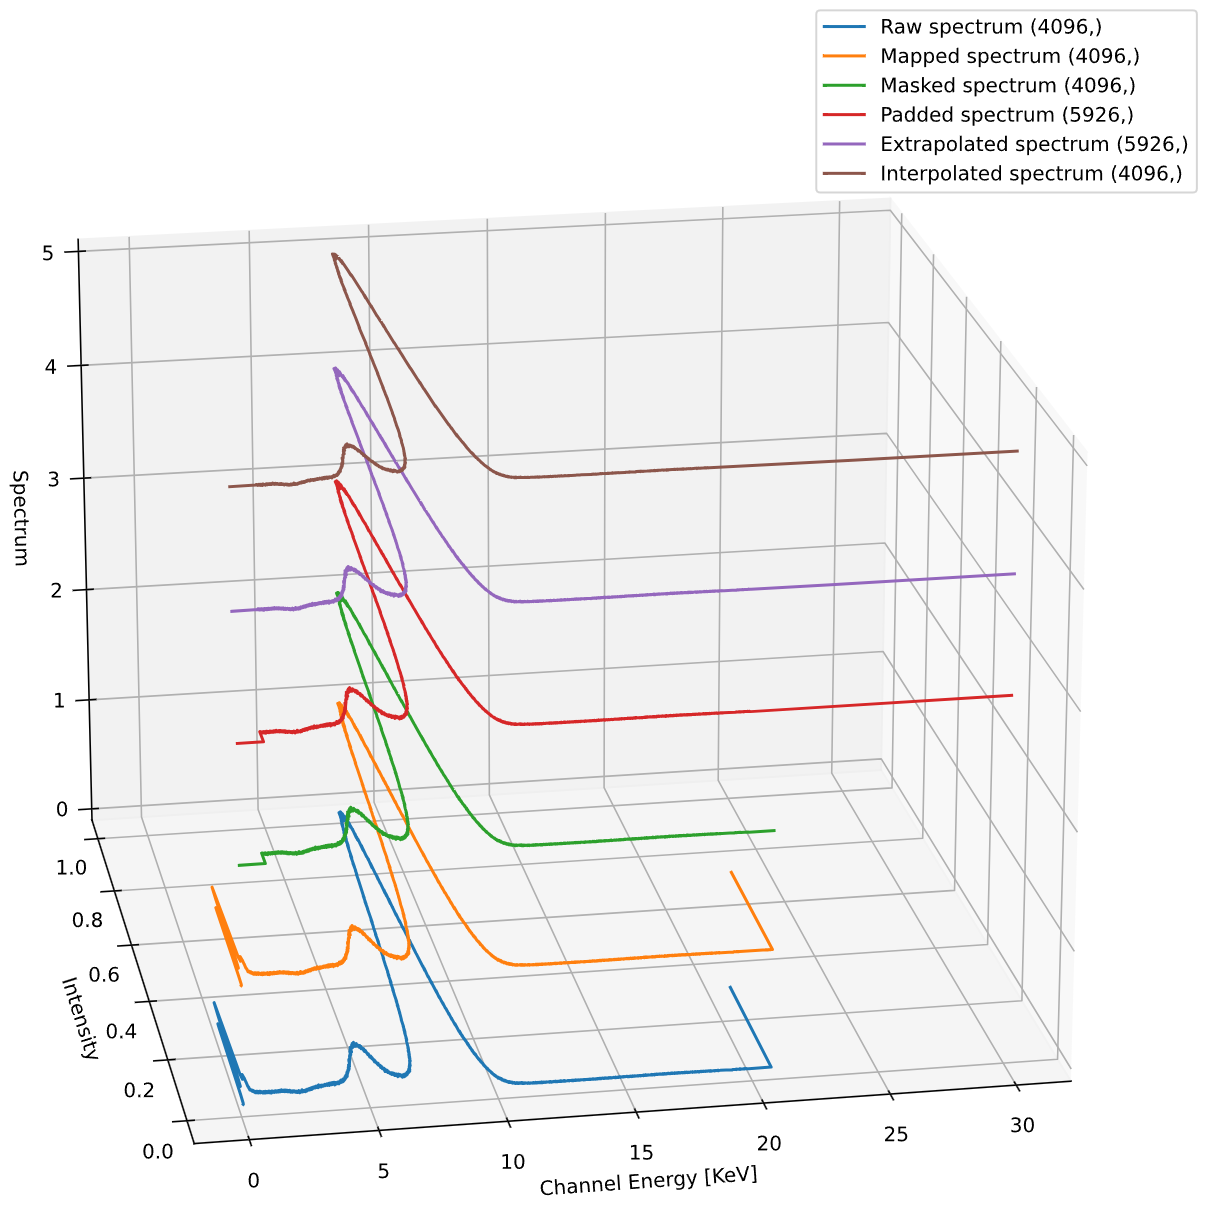 Raw spectrum (4096,)
Mapped spectrum (4096,)
Masked spectrum (4096,)
Padded spectrum (5926,)
Extrapolated spectrum (5926,)
Interpolated spectrum (4096,)
5
4
3
2
1
0
Spectrum
1.0
0.8
0.6
0.4
0.2
0.0
Intensity
0
5
10
15
20
25
30
Channel Energy [KeV]